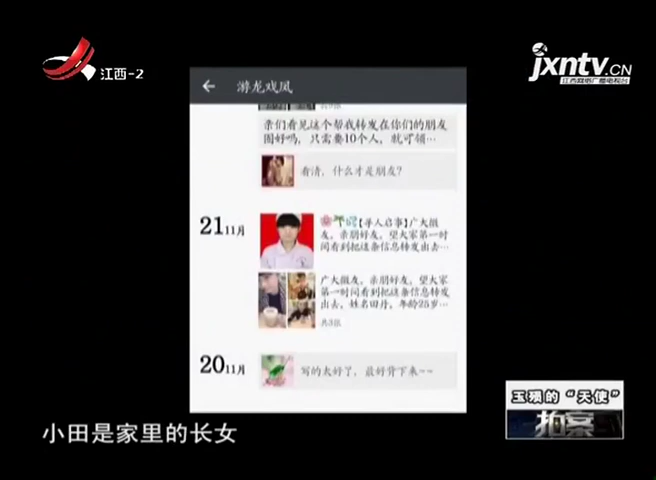 江西-2
jxntv.CN
江西网络广播电视台
游龙戏凤
亲们看见这个帮我转发在你们的朋友
圈好吗，只需要10个人，就可领…
看清，什么才是朋友？
21 11月
【寻人启事】广大微
友，亲朋好友，望大家第一时
间看到把这条信息转发出去…
广大微友，亲朋好友，望大家
第一时间看到把这条信息转发
出去，姓名田丹，年龄25岁…
共3张
20 11月
写的太好了，最好背下来~~
玉殒的“天使”
拍案
小田是家里的长女